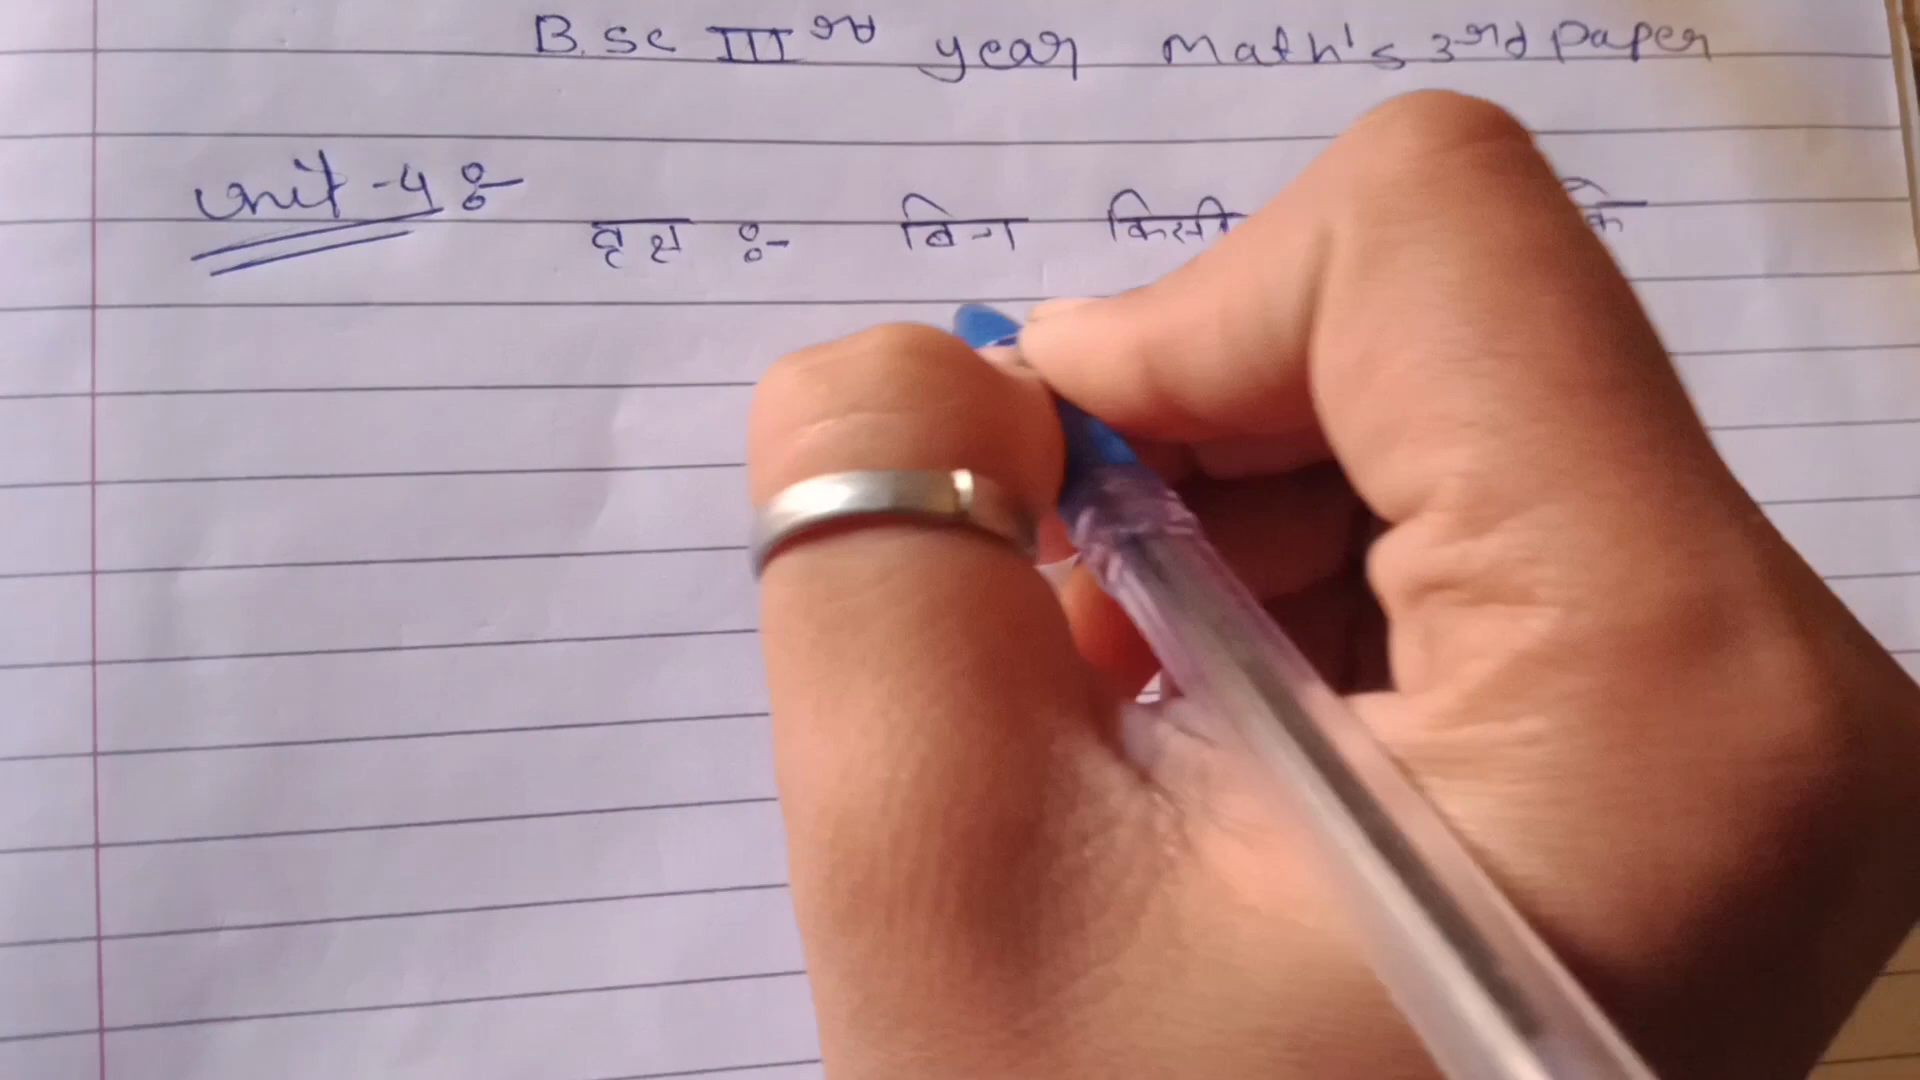 B.sc III rd year Math's 3rd paper
Unit -4 :-
वृक्ष :- बिना किसी के